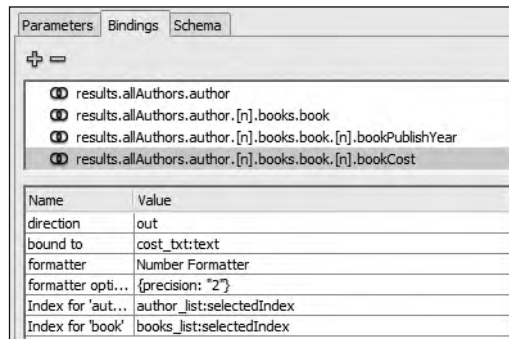 Parameters Bindings Schema
results.allAuthors.author
results.allAuthors.author.[n].books.book
results.allAuthors.author.[n].books.book.[n].bookPublishYear
results.allAuthors.author.[n].books.book.[n].bookCost
Name Value
direction out
bound to cost_txt:text
formatter Number Formatter
formatter opti... {precision: "2"}
Index for 'aut... author_list:selectedIndex
Index for 'book' books_list:selectedIndex